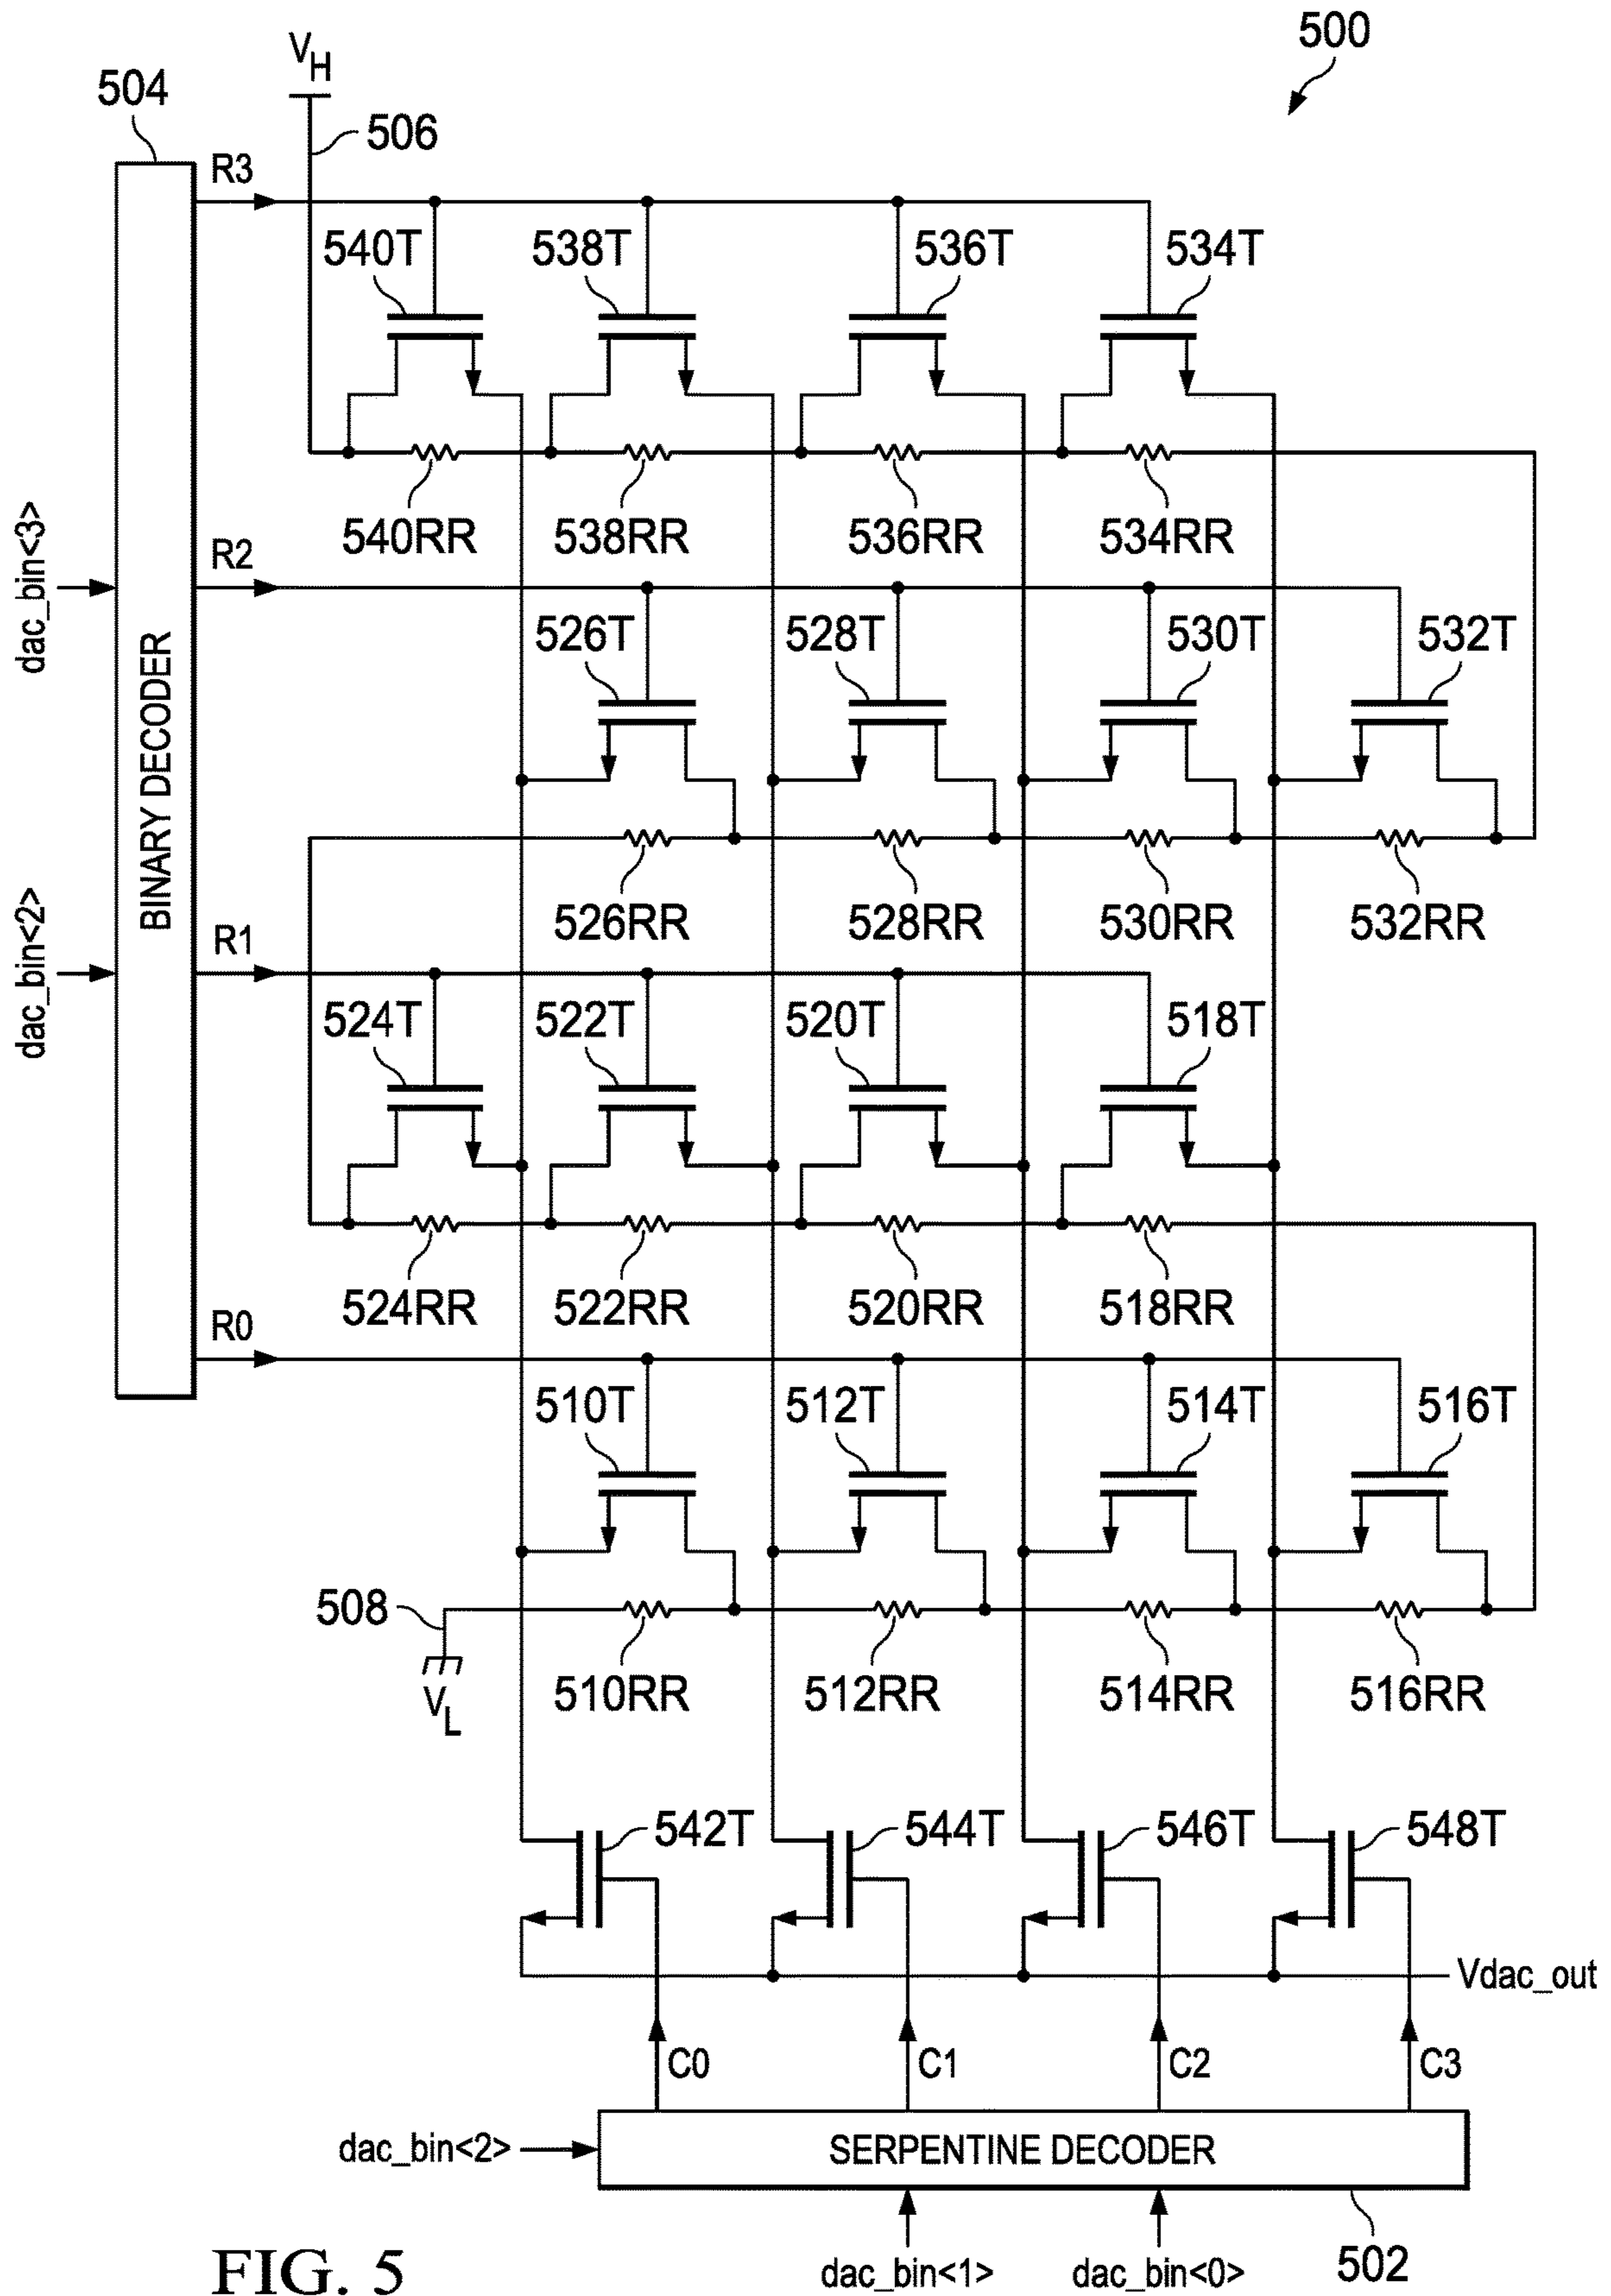 500
VH
504
506
R3
540T
538T
536T
534T
540RR
538RR
536RR
534RR
dac_bin<3>
R2
526T
528T
530T
532T
BINARY DECODER
526RR
528RR
530RR
532RR
dac_bin<2>
R1
524T
522T
520T
518T
524RR
522RR
520RR
518RR
R0
510T
512T
514T
516T
508
VL
510RR
512RR
514RR
516RR
542T
544T
546T
548T
Vdac_out
C0
C1
C2
C3
dac_bin<2>
SERPENTINE DECODER
dac_bin<1>
dac_bin<0>
502
FIG. 5